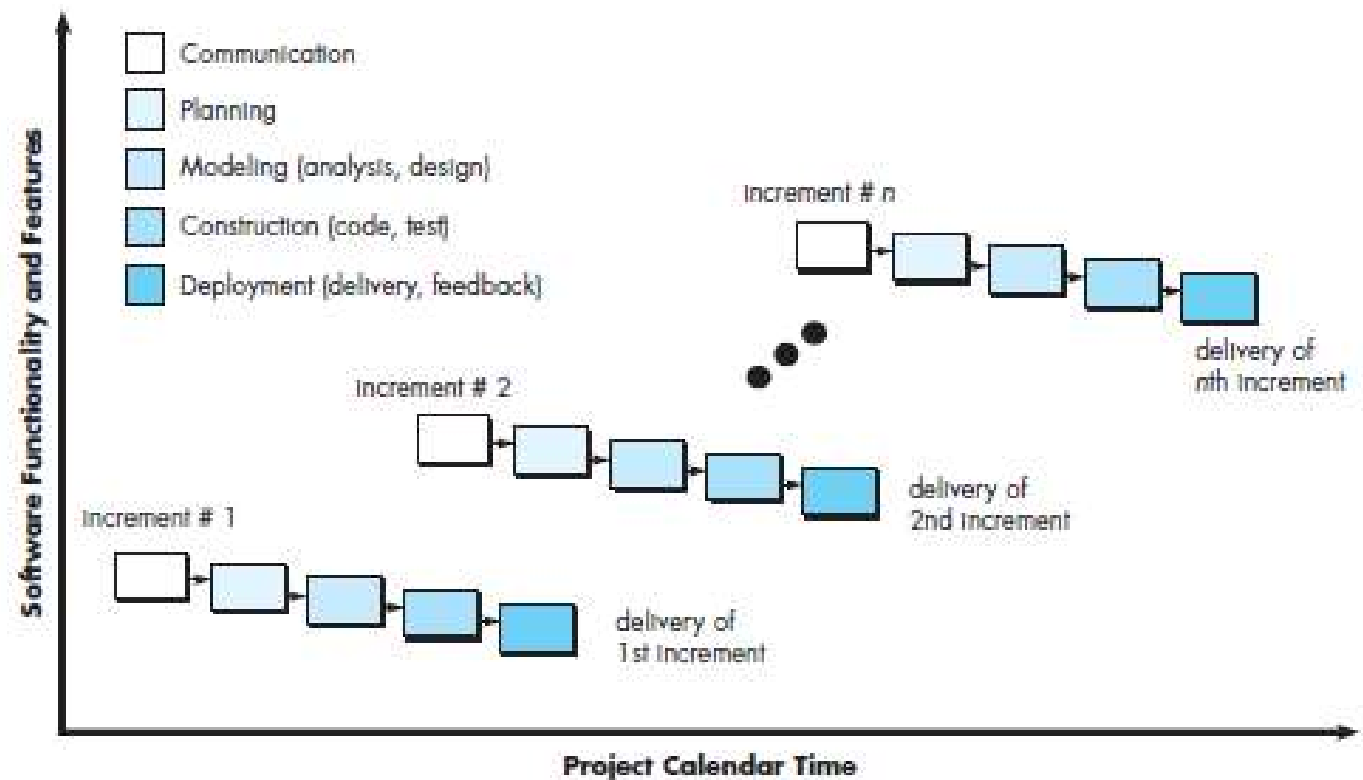 Software Functionality and Features
Communication
Planning
Modeling (analysis, design)
Construction (code, test)
Deployment (delivery, feedback)
Increment # n
delivery of
nth increment
Increment # 2
delivery of
2nd increment
Increment # 1
delivery of
1st increment
Project Calendar Time